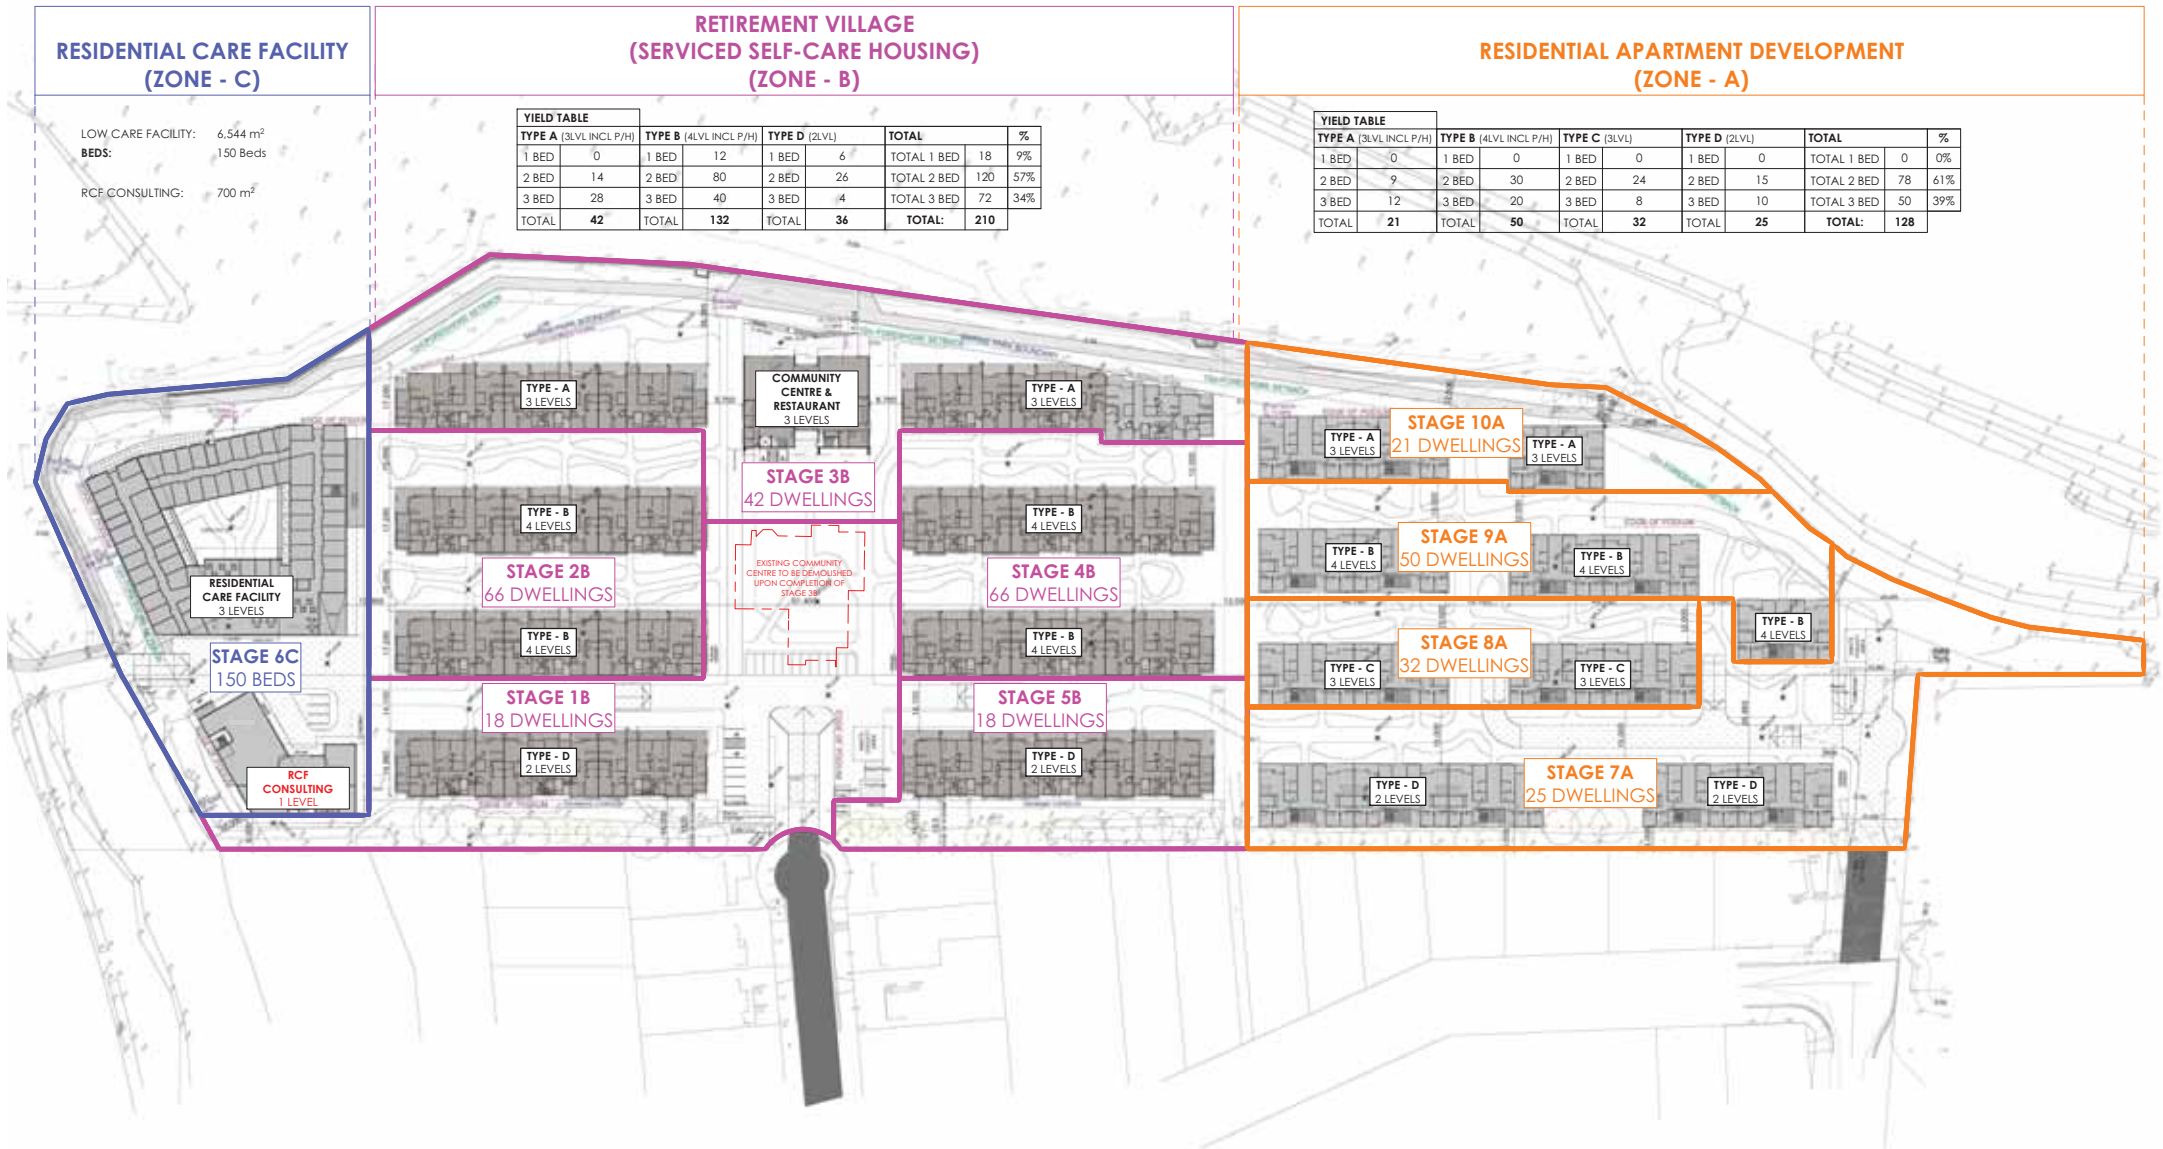 RESIDENTIAL CARE FACILITY
(ZONE - C)
RETIREMENT VILLAGE
(SERVICED SELF-CARE HOUSING)
(ZONE - B)
RESIDENTIAL APARTMENT DEVELOPMENT
(ZONE - A)
LOW CARE FACILITY: 6,544 m²
BEDS: 150 Beds
RCF CONSULTING: 700 m²
YIELD TABLE
TYPE A (3LVL INCL P/H) TYPE B (4LVL INCL P/H) TYPE D (2LVL) TOTAL %
1 BED 0 1 BED 12 1 BED 6 TOTAL 1 BED 18 9%
2 BED 14 2 BED 80 2 BED 26 TOTAL 2 BED 120 57%
3 BED 28 3 BED 40 3 BED 4 TOTAL 3 BED 72 34%
TOTAL 42 TOTAL 132 TOTAL 36 TOTAL: 210
YIELD TABLE
TYPE A (3LVL INCL P/H) TYPE B (4LVL INCL P/H) TYPE C (3LVL) TYPE D (2LVL) TOTAL %
1 BED 0 1 BED 0 1 BED 0 1 BED 0 TOTAL 1 BED 0 0%
2 BED 9 2 BED 30 2 BED 24 2 BED 15 TOTAL 2 BED 78 61%
3 BED 12 3 BED 20 3 BED 8 3 BED 10 TOTAL 3 BED 50 39%
TOTAL 21 TOTAL 50 TOTAL 32 TOTAL 25 TOTAL: 128
RESIDENTIAL
CARE FACILITY
3 LEVELS
STAGE 6C
150 BEDS
RCF
CONSULTING
1 LEVEL
TYPE - A
3 LEVELS
TYPE - B
4 LEVELS
STAGE 2B
66 DWELLINGS
TYPE - B
4 LEVELS
STAGE 1B
18 DWELLINGS
TYPE - D
2 LEVELS
COMMUNITY
CENTRE &
RESTAURANT
3 LEVELS
STAGE 3B
42 DWELLINGS
EXISTING COMMUNITY
CENTRE TO BE DEMOLISHED
UPON COMPLETION OF
STAGE 3B
TYPE - A
3 LEVELS
TYPE - B
4 LEVELS
STAGE 4B
66 DWELLINGS
TYPE - B
4 LEVELS
STAGE 5B
18 DWELLINGS
TYPE - D
2 LEVELS
STAGE 10A
21 DWELLINGS
TYPE - A
3 LEVELS
TYPE - A
3 LEVELS
STAGE 9A
50 DWELLINGS
TYPE - B
4 LEVELS
TYPE - B
4 LEVELS
TYPE - B
4 LEVELS
STAGE 8A
32 DWELLINGS
TYPE - C
3 LEVELS
TYPE - C
3 LEVELS
STAGE 7A
25 DWELLINGS
TYPE - D
2 LEVELS
TYPE - D
2 LEVELS